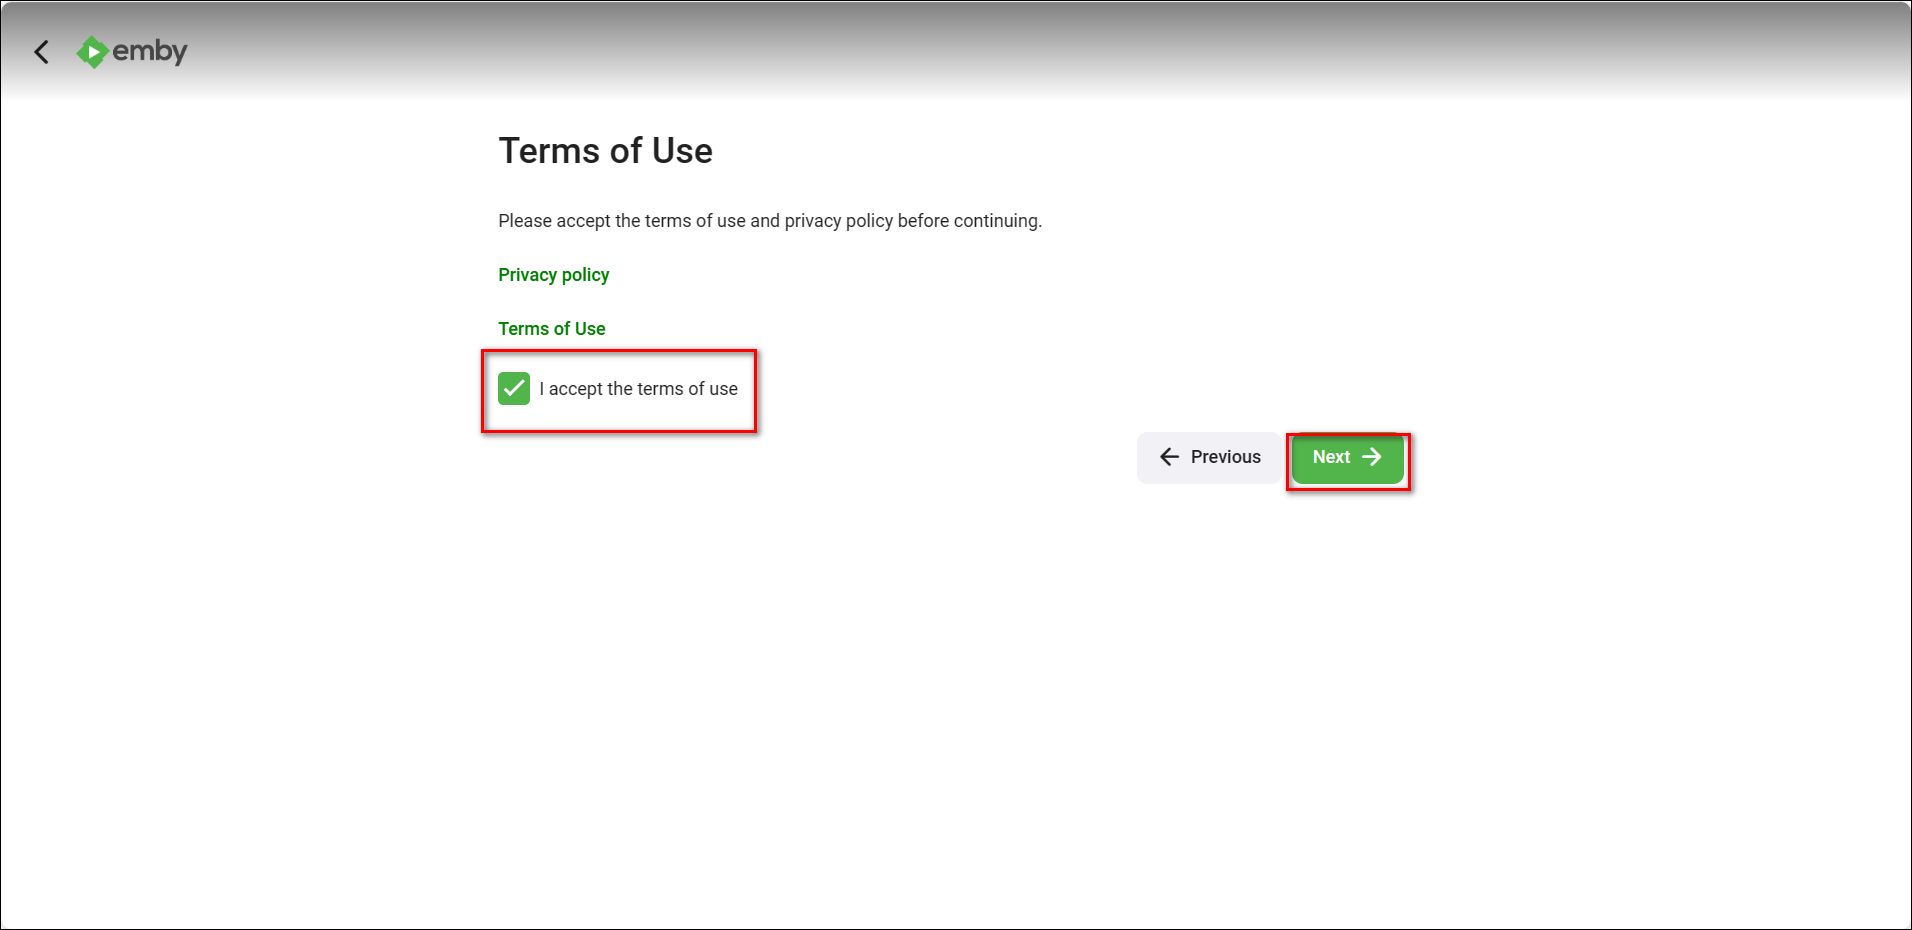 emby
Terms of Use
Please accept the terms of use and privacy policy before continuing.
Privacy policy
Terms of Use
I accept the terms of use
Previous
Next